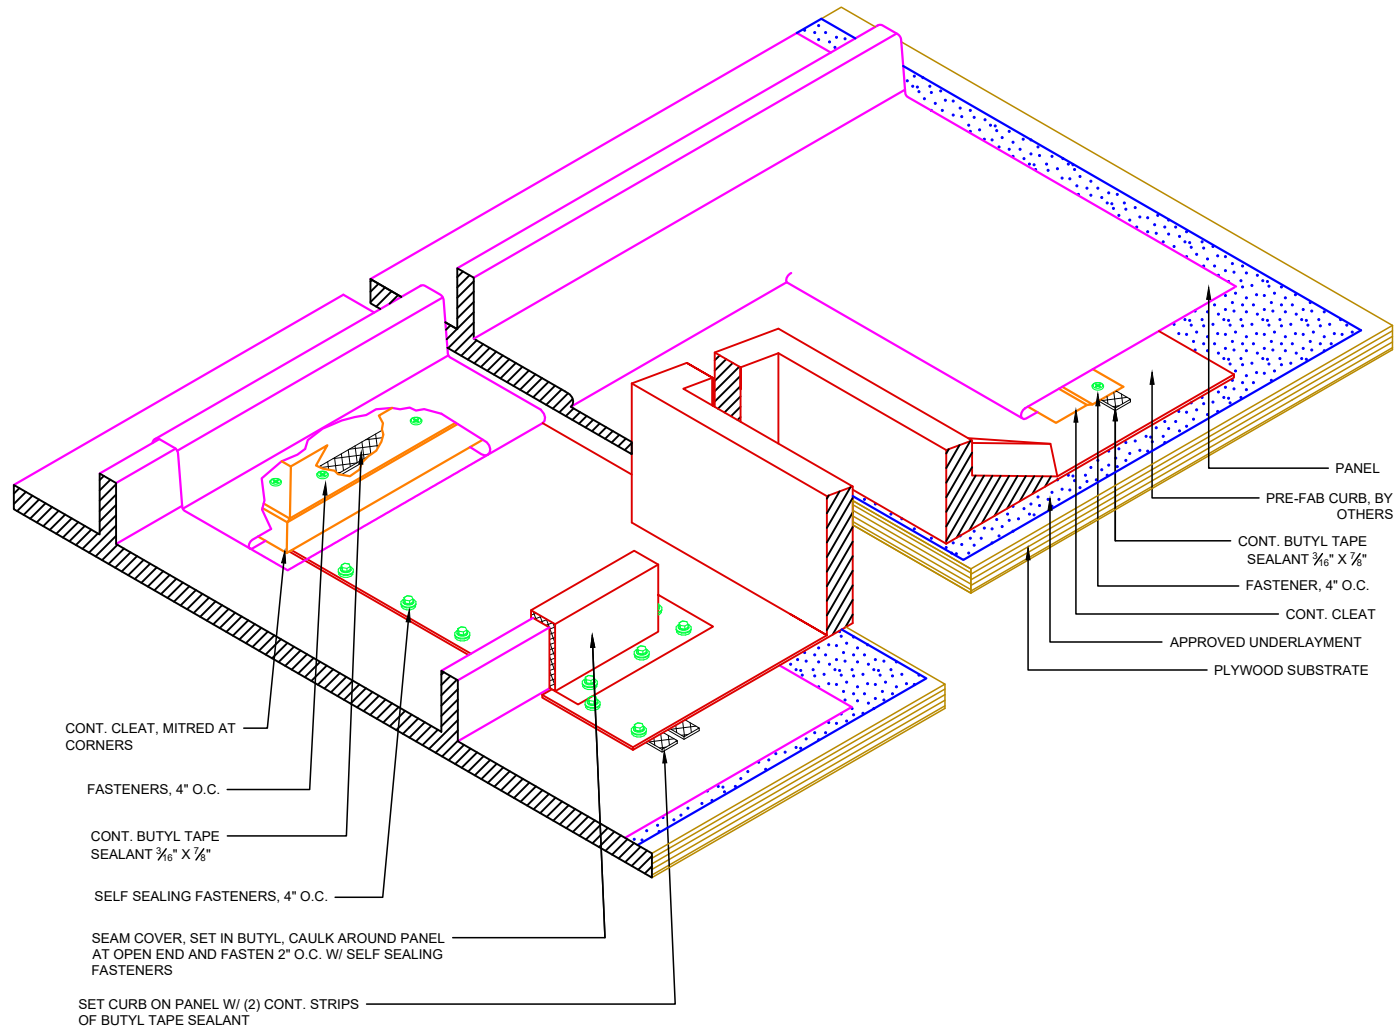 PANEL
PRE-FAB CURB, BY
OTHERS
CONT. BUTYL TAPE
SEALANT 3⁄16" X 7⁄8"
FASTENER, 4" O.C.
CONT. CLEAT
APPROVED UNDERLAYMENT
PLYWOOD SUBSTRATE
CONT. CLEAT, MITRED AT
CORNERS
FASTENERS, 4" O.C.
CONT. BUTYL TAPE
SEALANT 3⁄16" X 7⁄8"
SELF SEALING FASTENERS, 4" O.C.
SEAM COVER, SET IN BUTYL, CAULK AROUND PANEL
AT OPEN END AND FASTEN 2" O.C. W/ SELF SEALING
FASTENERS
SET CURB ON PANEL W/ (2) CONT. STRIPS
OF BUTYL TAPE SEALANT